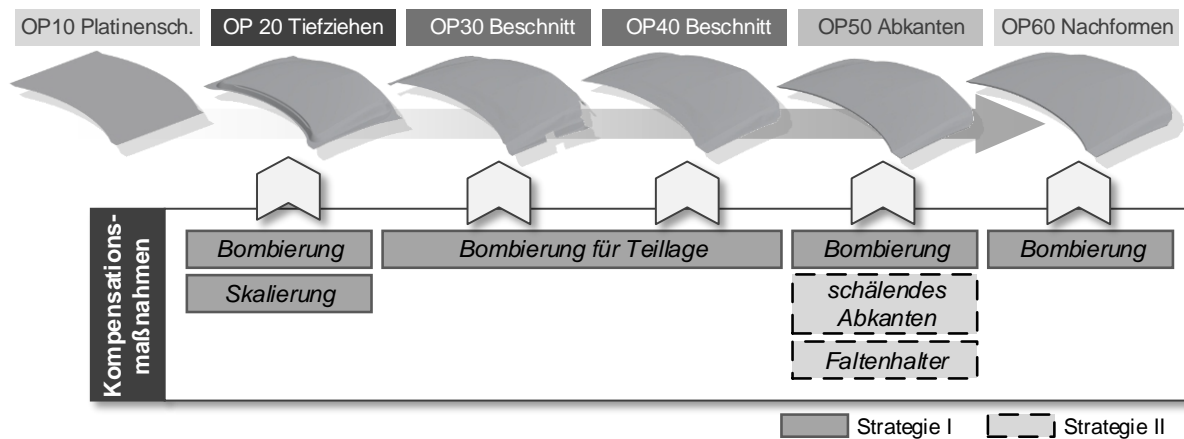 OP10 Platinensch.
OP 20 Tiefziehen
OP30 Beschnitt
OP40 Beschnitt
OP50 Abkanten
OP60 Nachformen
Kompensations-
maßnahmen
Bombierung
Bombierung für Teillage
Bombierung
Bombierung
Skalierung
schälendes
Abkanten
Faltenhalter
Strategie I
Strategie II